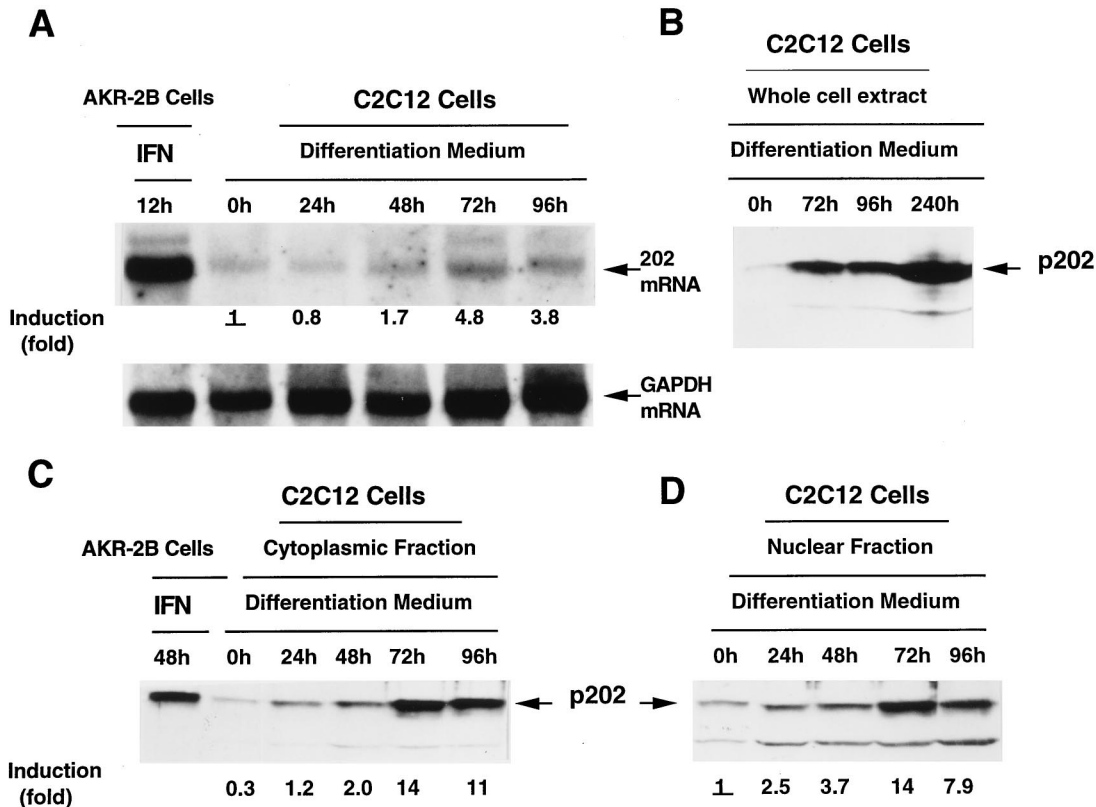 A
AKR-2B Cells
C2C12 Cells
IFN
Differentiation Medium
12h 0h 24h 48h 72h 96h
202
mRNA
Induction
(fold)
1 0.8 1.7 4.8 3.8
GAPDH
mRNA
B
C2C12 Cells
Whole cell extract
Differentiation Medium
0h 72h 96h 240h
p202
C
C2C12 Cells
AKR-2B Cells
Cytoplasmic Fraction
IFN
Differentiation Medium
48h 0h 24h 48h 72h 96h
p202
Induction
(fold)
0.3 1.2 2.0 14 11
D
C2C12 Cells
Nuclear Fraction
Differentiation Medium
0h 24h 48h 72h 96h
1 2.5 3.7 14 7.9